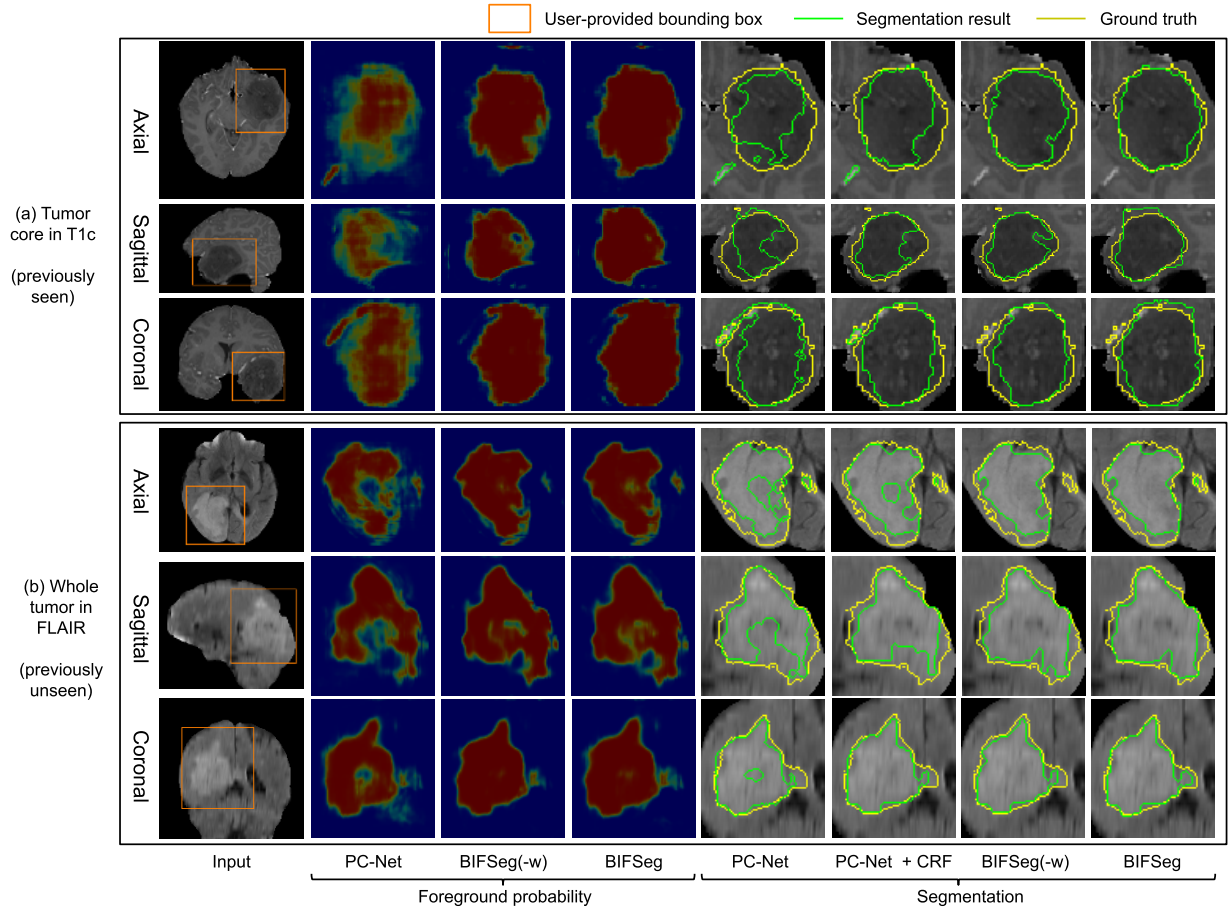 User-provided bounding box Segmentation result Ground truth
(a) Tumor
core in T1c
(previously
seen)
Axial
Sagittal
Coronal
(b) Whole
tumor in
FLAIR
(previously
unseen)
Axial
Sagittal
Coronal
Input PC-Net BIFSeg(-w) BIFSeg PC-Net PC-Net + CRF BIFSeg(-w) BIFSeg
Foreground probability Segmentation